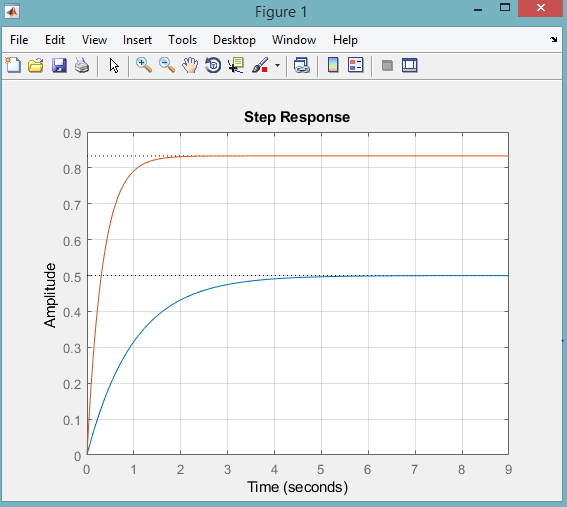 Figure 1
File Edit View Insert Tools Desktop Window Help
Step Response
0.9
0.8
0.7
0.6
0.5
0.4
0.3
0.2
0.1
0
Amplitude
0 1 2 3 4 5 6 7 8 9
Time (seconds)